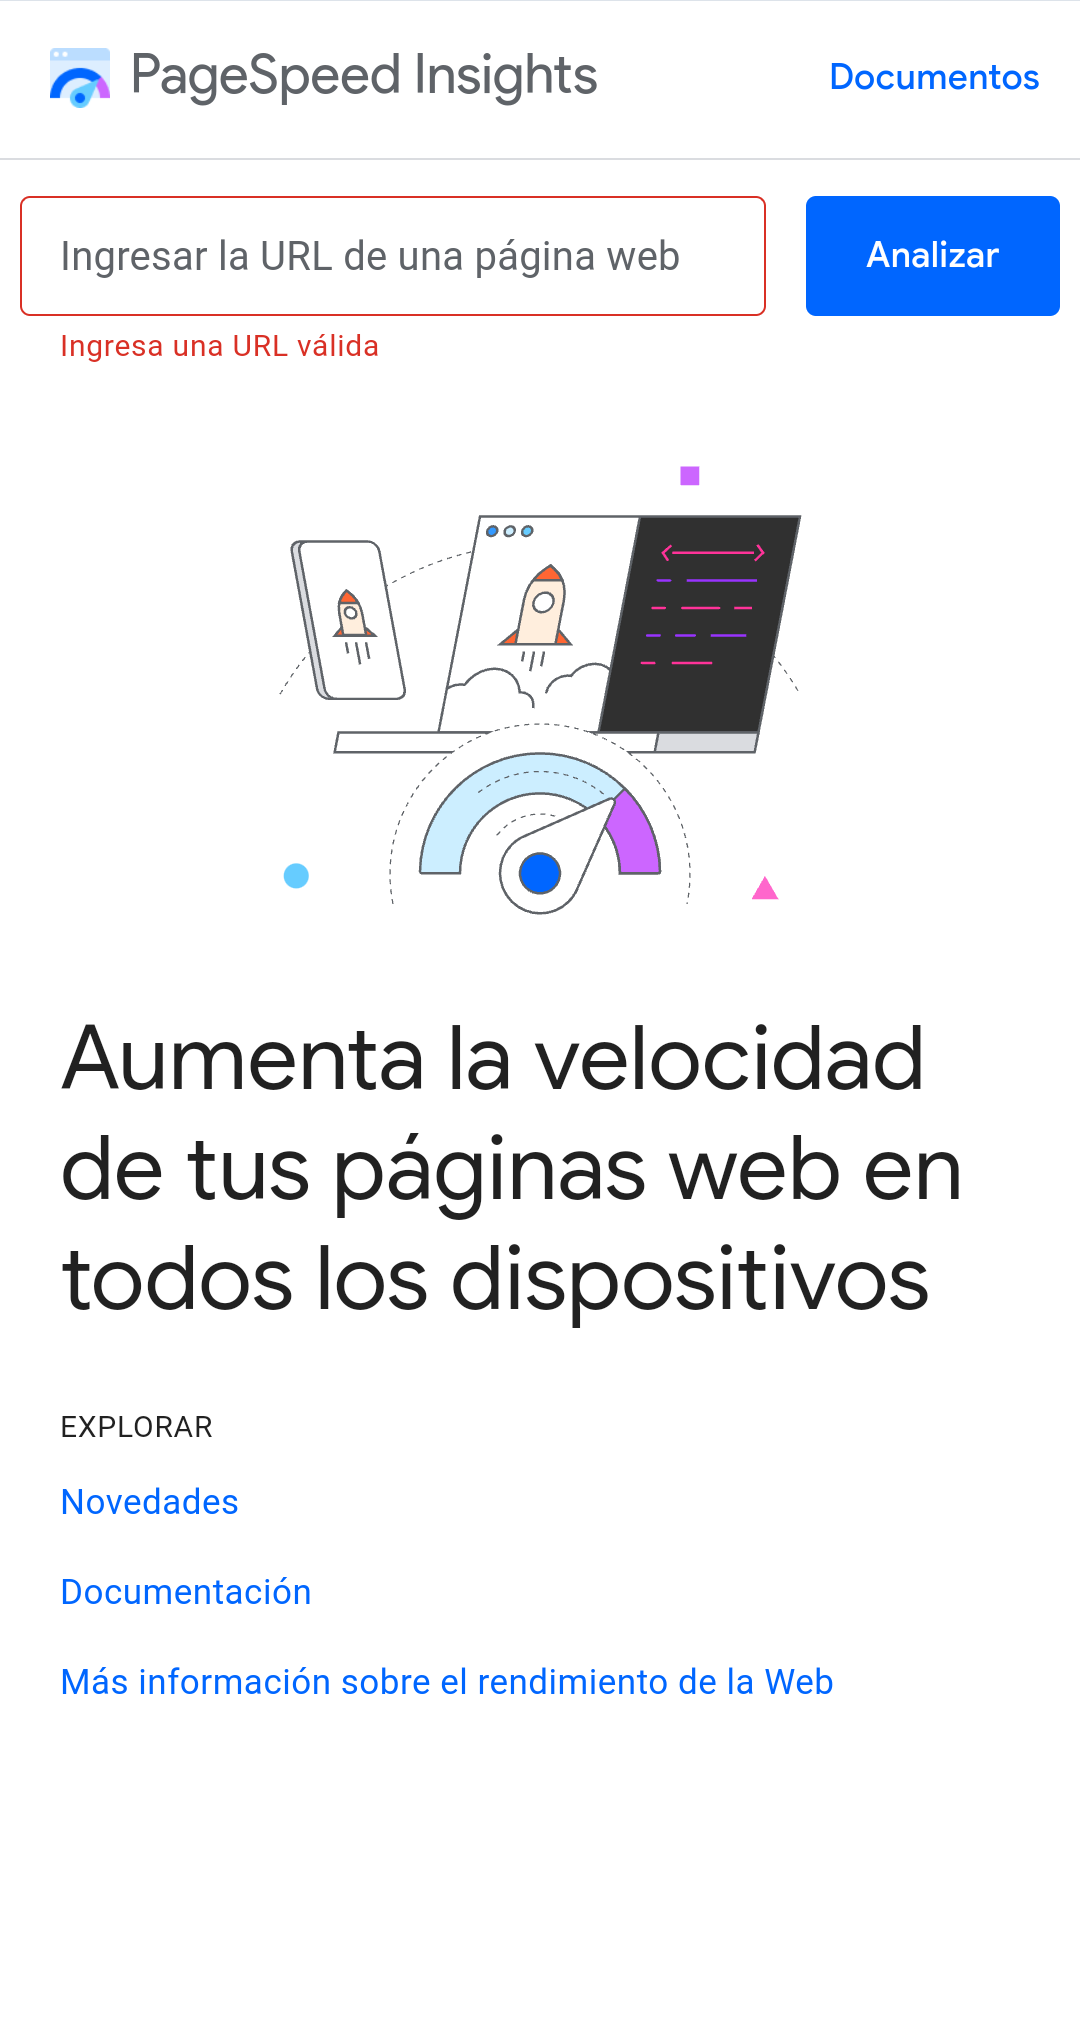 PageSpeed Insights
Documentos
Ingresar la URL de una página web
Analizar
Ingresa una URL válida
Aumenta la velocidad
de tus páginas web en
todos los dispositivos
EXPLORAR
Novedades
Documentación
Más información sobre el rendimiento de la Web